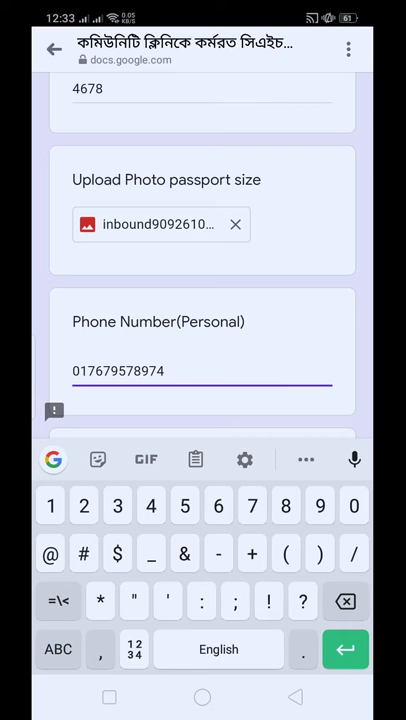 12:33
0.05
KB/S
61
কমিউনিটি ক্লিনিকে কর্মরত সিএইচ...
docs.google.com
4678
Upload Photo passport size
inbound9092610...
Phone Number(Personal)
017679578974
GIF
1 2 3 4 5 6 7 8 9 0
@ # $ _ & - + ( ) /
=\< * " ' : ; ! ?
ABC , 12 34 English .